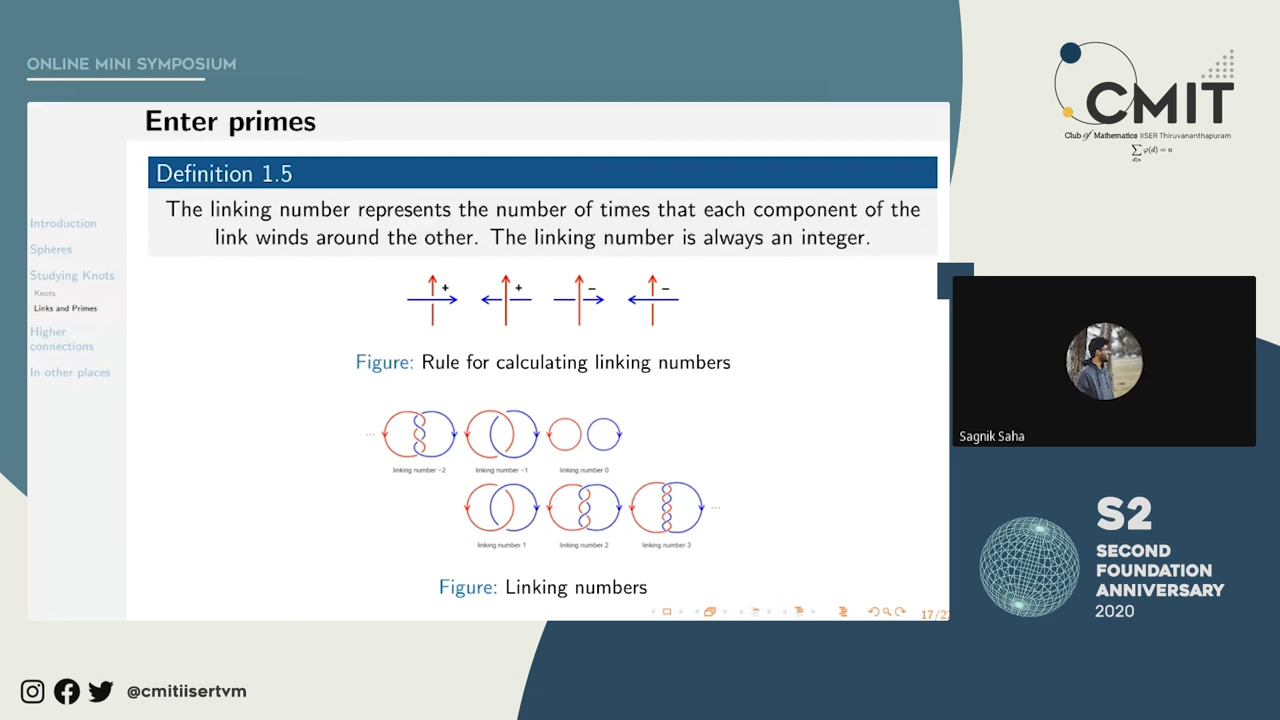 ONLINE MINI SYMPOSIUM
CMIT
Club of Mathematics IISER Thiruvananthapuram
∑ φ(d) = n
d|n
Enter primes
Definition 1.5
The linking number represents the number of times that each component of the
link winds around the other. The linking number is always an integer.
Introduction
Spheres
Studying Knots
Knots
Links and Primes
Higher
connections
In other places
+ + − −
Figure: Rule for calculating linking numbers
...
linking number −2 linking number −1 linking number 0
...
linking number 1 linking number 2 linking number 3
Figure: Linking numbers
Sagnik Saha
S2
SECOND
FOUNDATION
ANNIVERSARY
2020
@cmitiisertvm